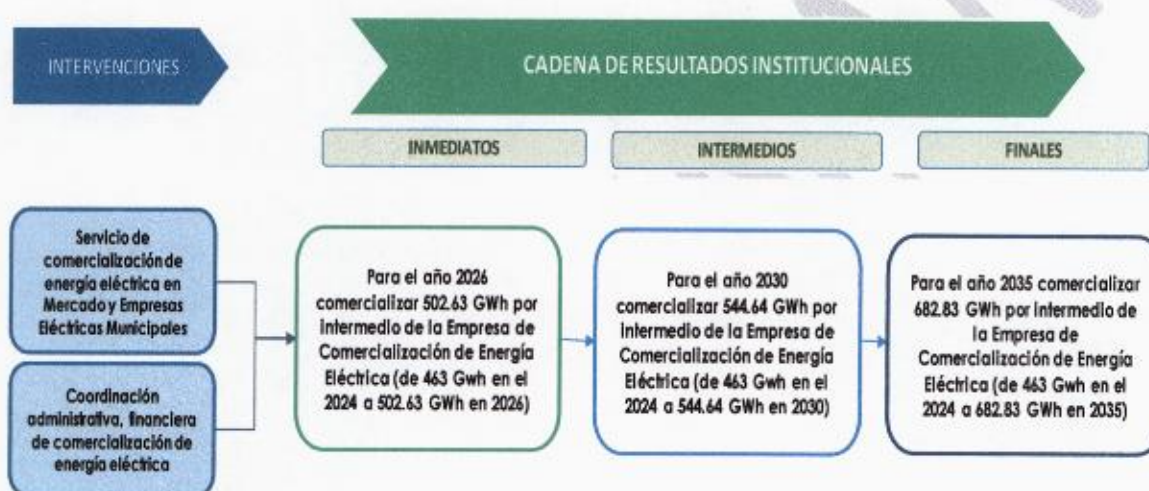 INTERVENCIONES
CADENA DE RESULTADOS INSTITUCIONALES
INMEDIATOS
INTERMEDIOS
FINALES
Servicio de
comercialización de
energía eléctrica en
Mercado y Empresas
Eléctricas Municipales
Coordinación
administrativa, financiera
de comercialización de
energía eléctrica
Para el año 2026
comercializar 502.63 GWh por
intermedio de la Empresa de
Comercialización de Energía
Eléctrica (de 463 Gwh en el
2024 a 502.63 GWh en 2026)
Para el año 2030
comercializar 544.64 GWh por
intermedio de la Empresa de
Comercialización de Energía
Eléctrica (de 463 GWh en el
2024 a 544.64 GWh en 2030)
Para el año 2035 comercializar
682.83 GWh por intermedio de
la Empresa de
Comercialización de Energía
Eléctrica (de 463 GWh en el
2024 a 682.83 GWh en 2035)